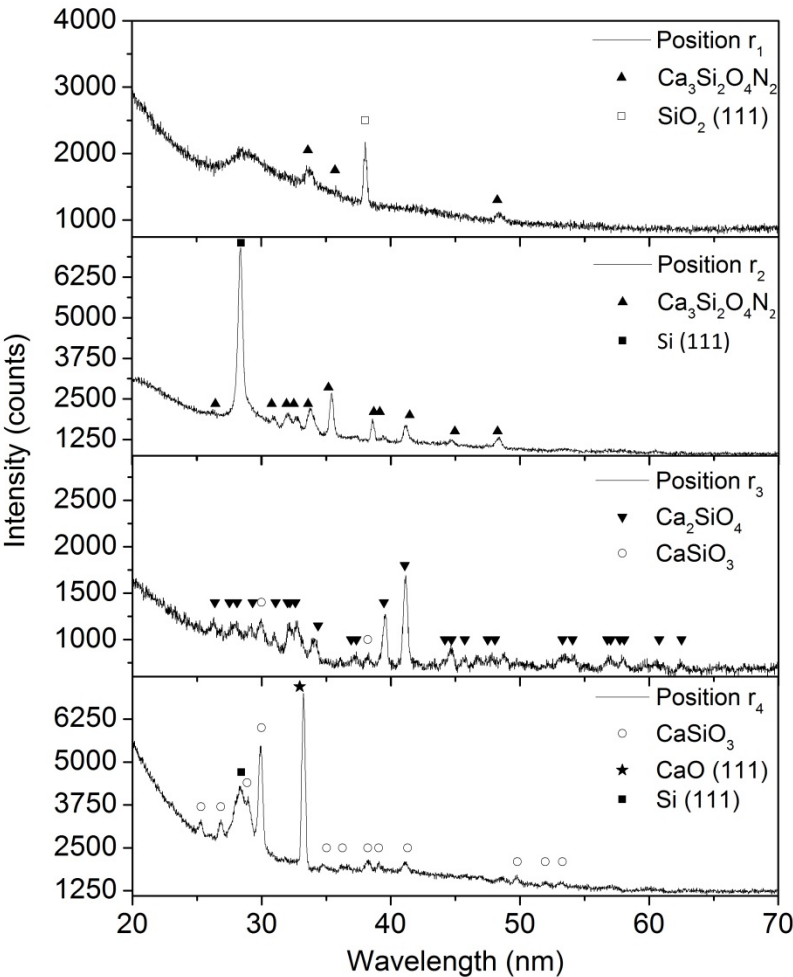 4000
3000
2000
1000
Position r₁
▲ Ca₃Si₂O₄N₂
□ SiO₂ (111)
6250
5000
3750
2500
1250
Position r₂
▲ Ca₃Si₂O₄N₂
■ Si (111)
2500
2000
1500
1000
Position r₃
▼ Ca₂SiO₄
○ CaSiO₃
6250
5000
3750
2500
1250
Position r₄
○ CaSiO₃
★ CaO (111)
■ Si (111)
20 30 40 50 60 70
Wavelength (nm)
Intensity (counts)